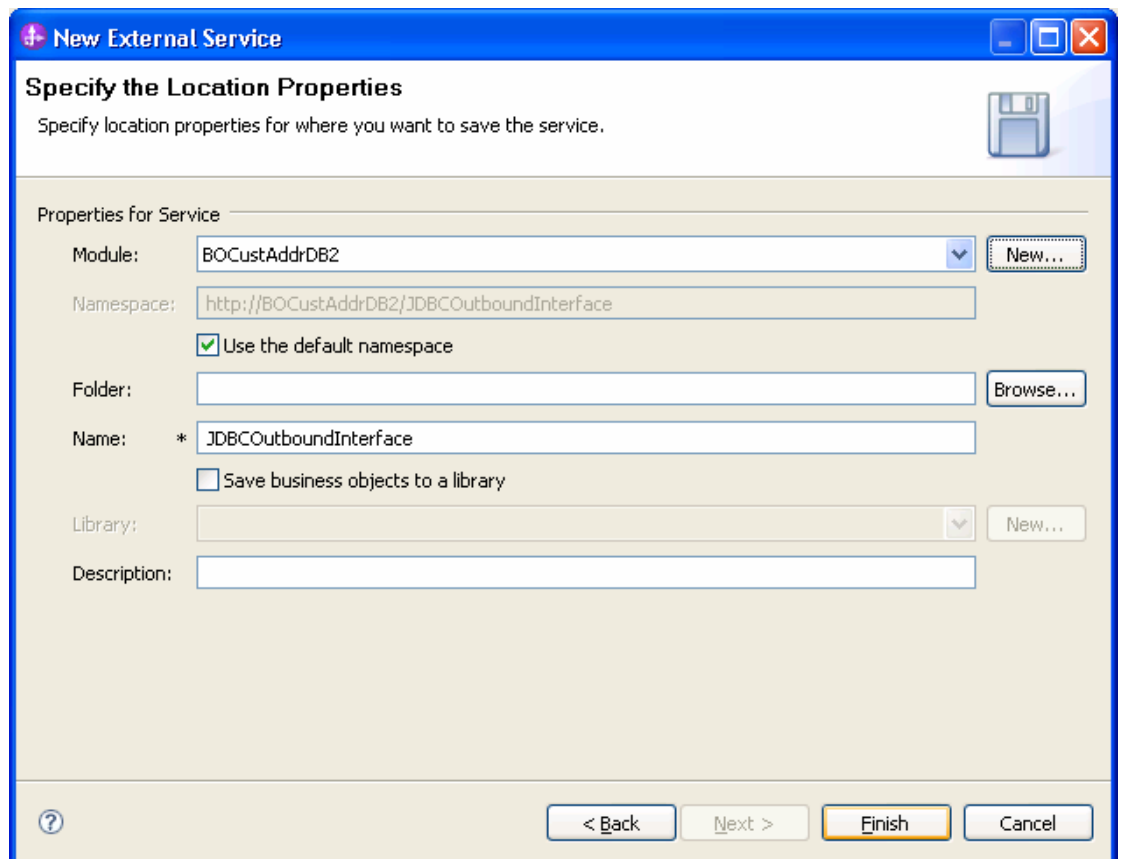 New External Service
Specify the Location Properties
Specify location properties for where you want to save the service.
Properties for Service
Module: BOCustAddrDB2 New...
Namespace: http://BOCustAddrDB2/JDBCOutboundInterface
Use the default namespace
Folder: Browse...
Name: * JDBCOutboundInterface
Save business objects to a library
Library: New...
Description:
? < Back Next > Finish Cancel